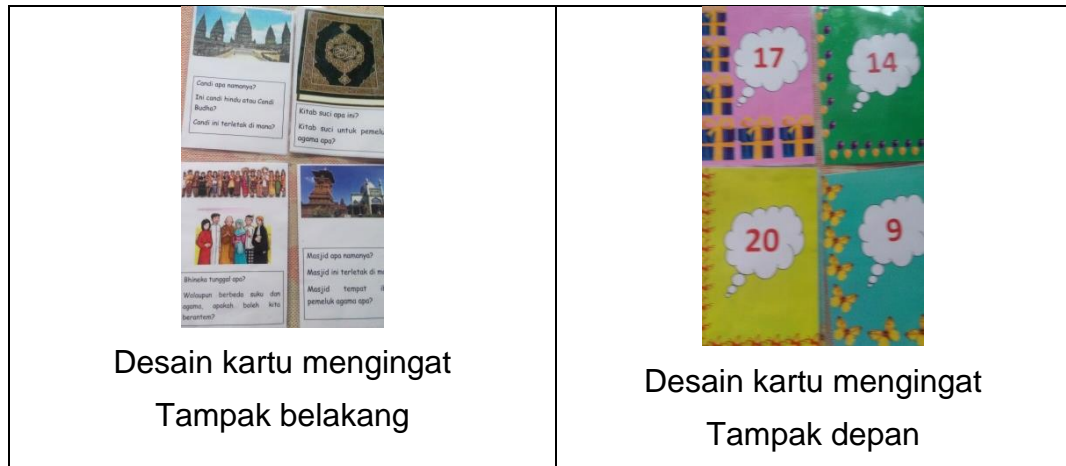 Candi apa namanya?
Ini candi hindu atau Candi
Budha?
Candi ini terletak di mana?
Kitab suci apa ini?
Kitab suci untuk
agama apa?
Bhineka tunggal apa?
Walaupun berbeda suku dan
agama, apakah boleh kita
berantem?
Masjid apa namanya?
Masjid ini terletak di
Masjid tempat
pemeluk agama apa?
Desain kartu mengingat
Tampak belakang
17
14
20
9
Desain kartu mengingat
Tampak depan